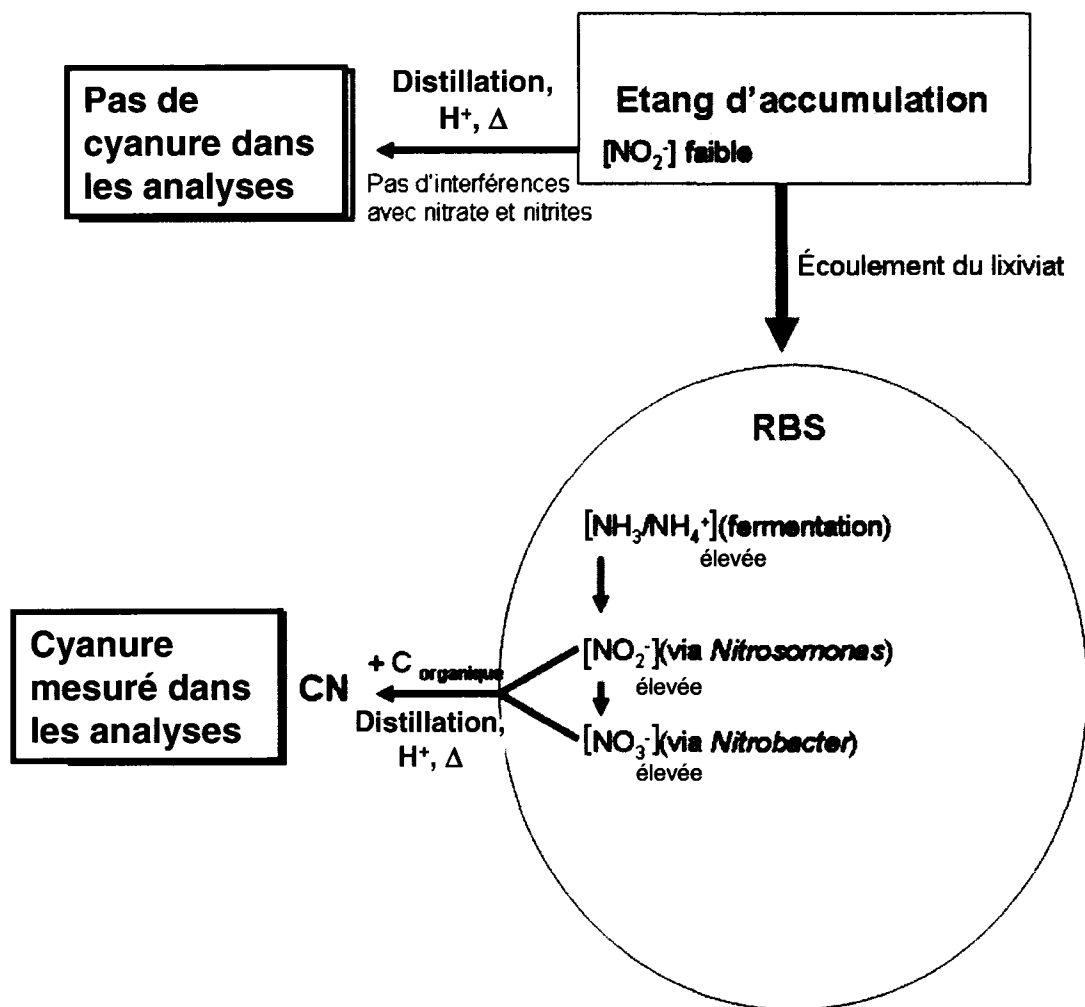 Pas de
cyanure dans
les analyses
Distillation,
H⁺, Δ
Pas d'interférences
avec nitrate et nitrites
Etang d'accumulation
[NO₂⁻] faible
Écoulement du lixiviat
RBS
[NH₃/NH₄⁺](fermentation)
élevée
[NO₂⁻](via Nitrosomonas)
élevée
[NO₃⁻](via Nitrobacter)
élevée
+ C organique
Distillation,
H⁺, Δ
CN
Cyanure
mesuré dans
les analyses